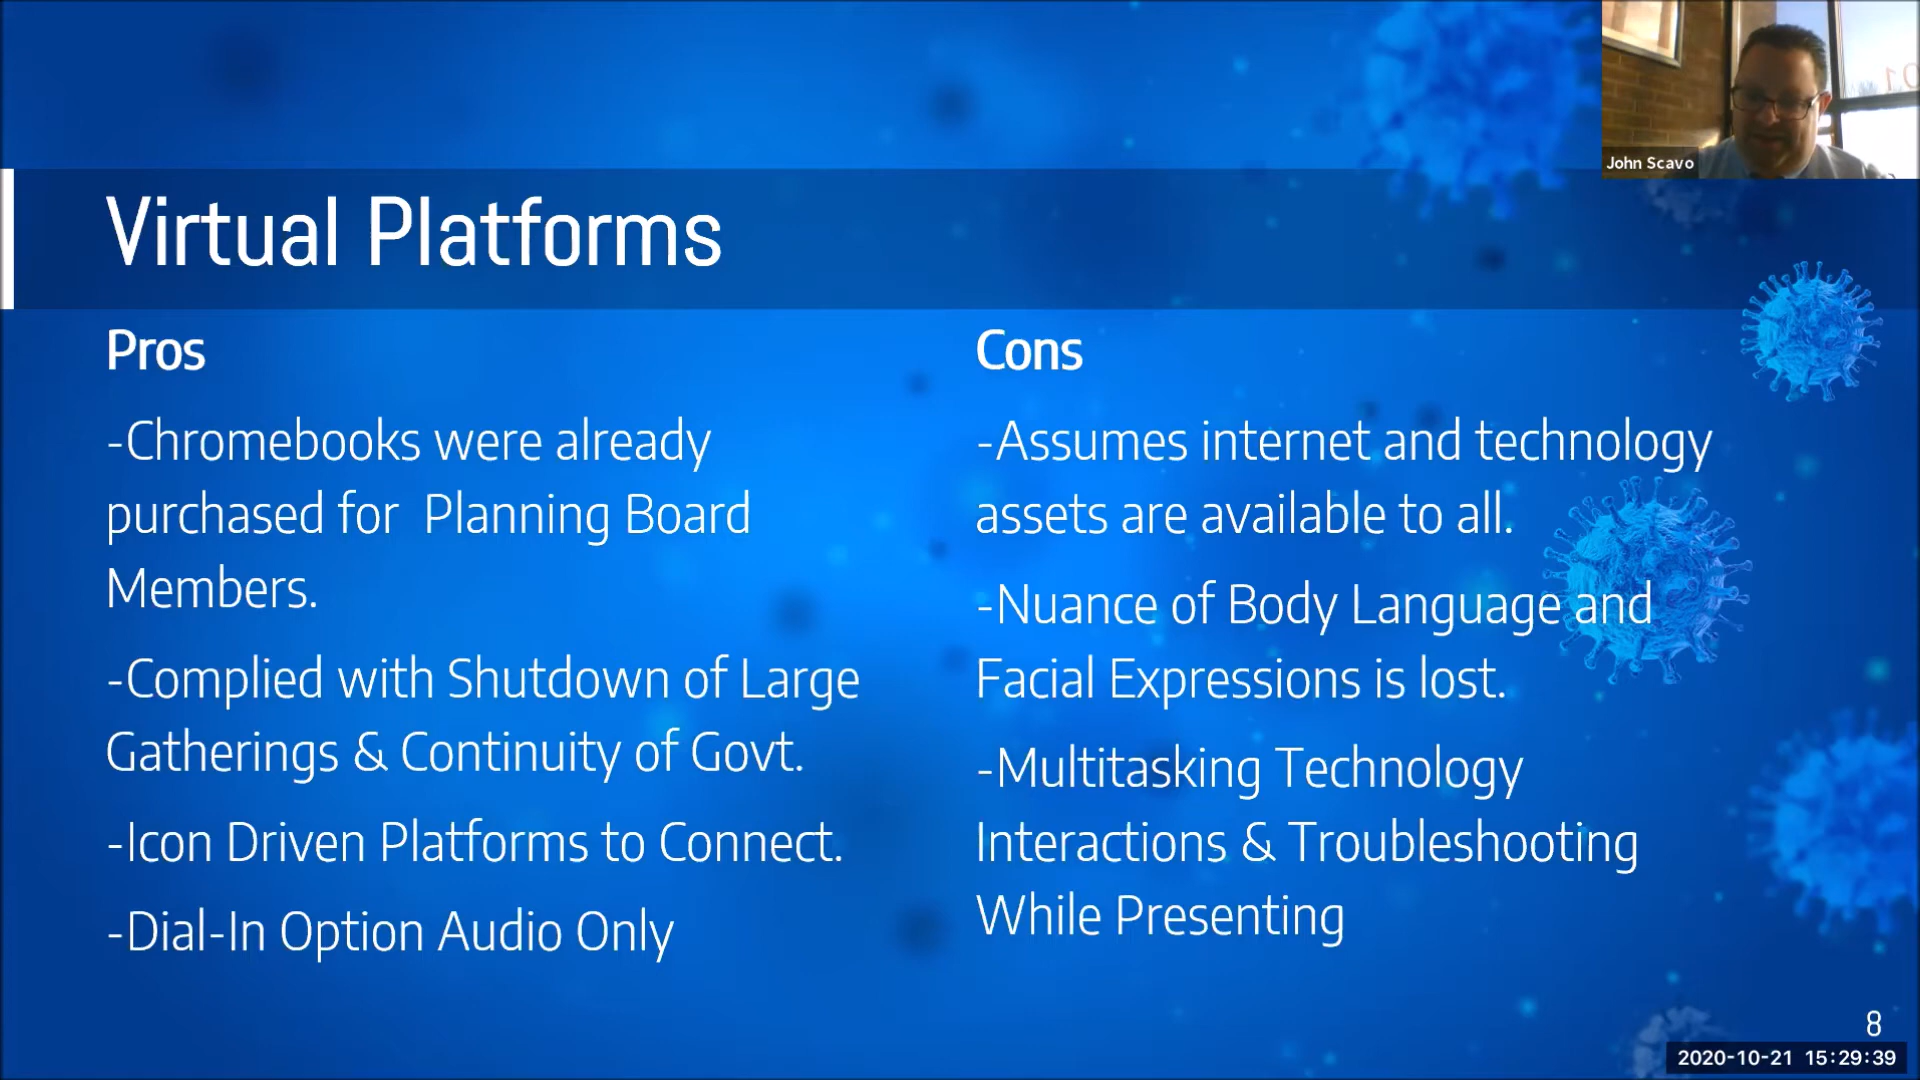 John Scavo
Virtual Platforms
Pros
-Chromebooks were already
purchased for  Planning Board
Members.
-Complied with Shutdown of Large
Gatherings & Continuity of Govt.
-Icon Driven Platforms to Connect.
-Dial-In Option Audio Only
Cons
-Assumes internet and technology
assets are available to all.
-Nuance of Body Language and
Facial Expressions is lost.
-Multitasking Technology
Interactions & Troubleshooting
While Presenting
8
2020-10-21 15:29:39